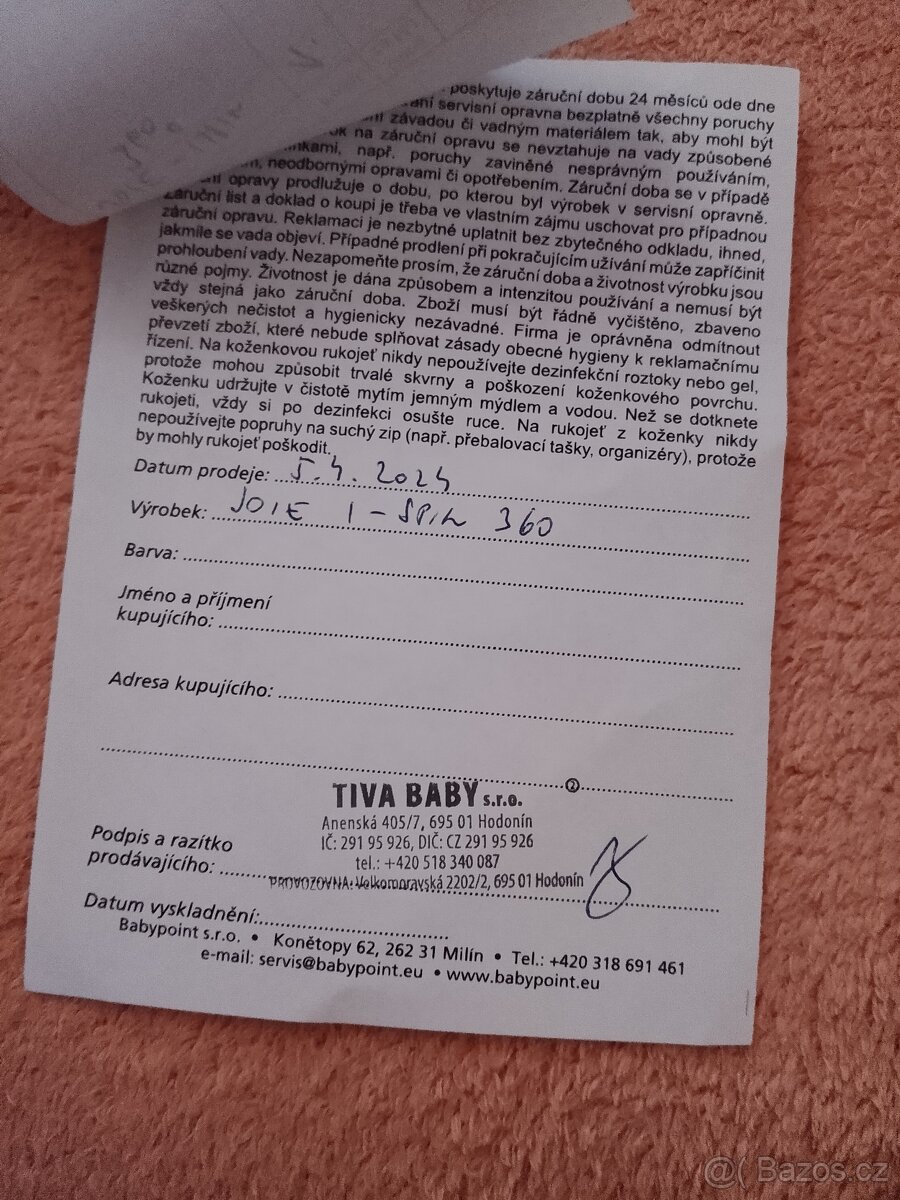 poskytuje záruční dobu 24 měsíců ode dne
servisní opravna bezplatně všechny poruchy
závadou či vadným materiálem tak, aby mohl být
na záruční opravu se nevztahuje na vady způsobené
např. poruchy zaviněné nesprávným používáním,
neodbornými opravami či opotřebením. Záruční doba se v případě
opravy prodlužuje o dobu, po kterou byl výrobek v servisní opravně.
Záruční list a doklad o koupi je třeba ve vlastním zájmu uschovat pro případnou
záruční opravu. Reklamaci je nezbytné uplatnit bez zbytečného odkladu, ihned,
jakmile se vada objeví. Případné prodlení při pokračujícím užívání může zapříčinit
prohloubení vady. Nezapomeňte prosím, že záruční doba a životnost výrobku jsou
různé pojmy. Životnost je dána způsobem a intenzitou používání a nemusí být
vždy stejná jako záruční doba. Zboží musí být řádně vyčištěno, zbaveno
veškerých nečistot a hygienicky nezávadné. Firma je oprávněna odmítnout
převzetí zboží, které nebude splňovat zásady obecné hygieny k reklamačnímu
řízení. Na koženkovou rukojeť nikdy nepoužívejte dezinfekční roztoky nebo gel,
protože mohou způsobit trvalé skvrny a poškození koženkového povrchu.
Koženku udržujte v čistotě mytím jemným mýdlem a vodou. Než se dotknete
rukojeti, vždy si po dezinfekci osušte ruce. Na rukojeť z koženky nikdy
nepoužívejte popruhy na suchý zip (např. přebalovací tašky, organizéry), protože
by mohly rukojeť poškodit.
Datum prodeje: 5.4.2024
Výrobek: JOIE I-SPIN 360
Barva:
Jméno a příjmení
kupujícího:
Adresa kupujícího:
②
TIVA BABY s.r.o.
Anenská 405/7, 695 01 Hodonín
IČ: 291 95 926, DIČ: CZ 291 95 926
tel.: +420 518 340 087
PROVOZOVNA: Velkomoravská 2202/2, 695 01 Hodonín
Podpis a razítko
prodávajícího:
Datum vyskladnění:
Babypoint s.r.o. • Konětopy 62, 262 31 Milín • Tel.: +420 318 691 461
e-mail: servis@babypoint.eu • www.babypoint.eu
@( Bazos.cz